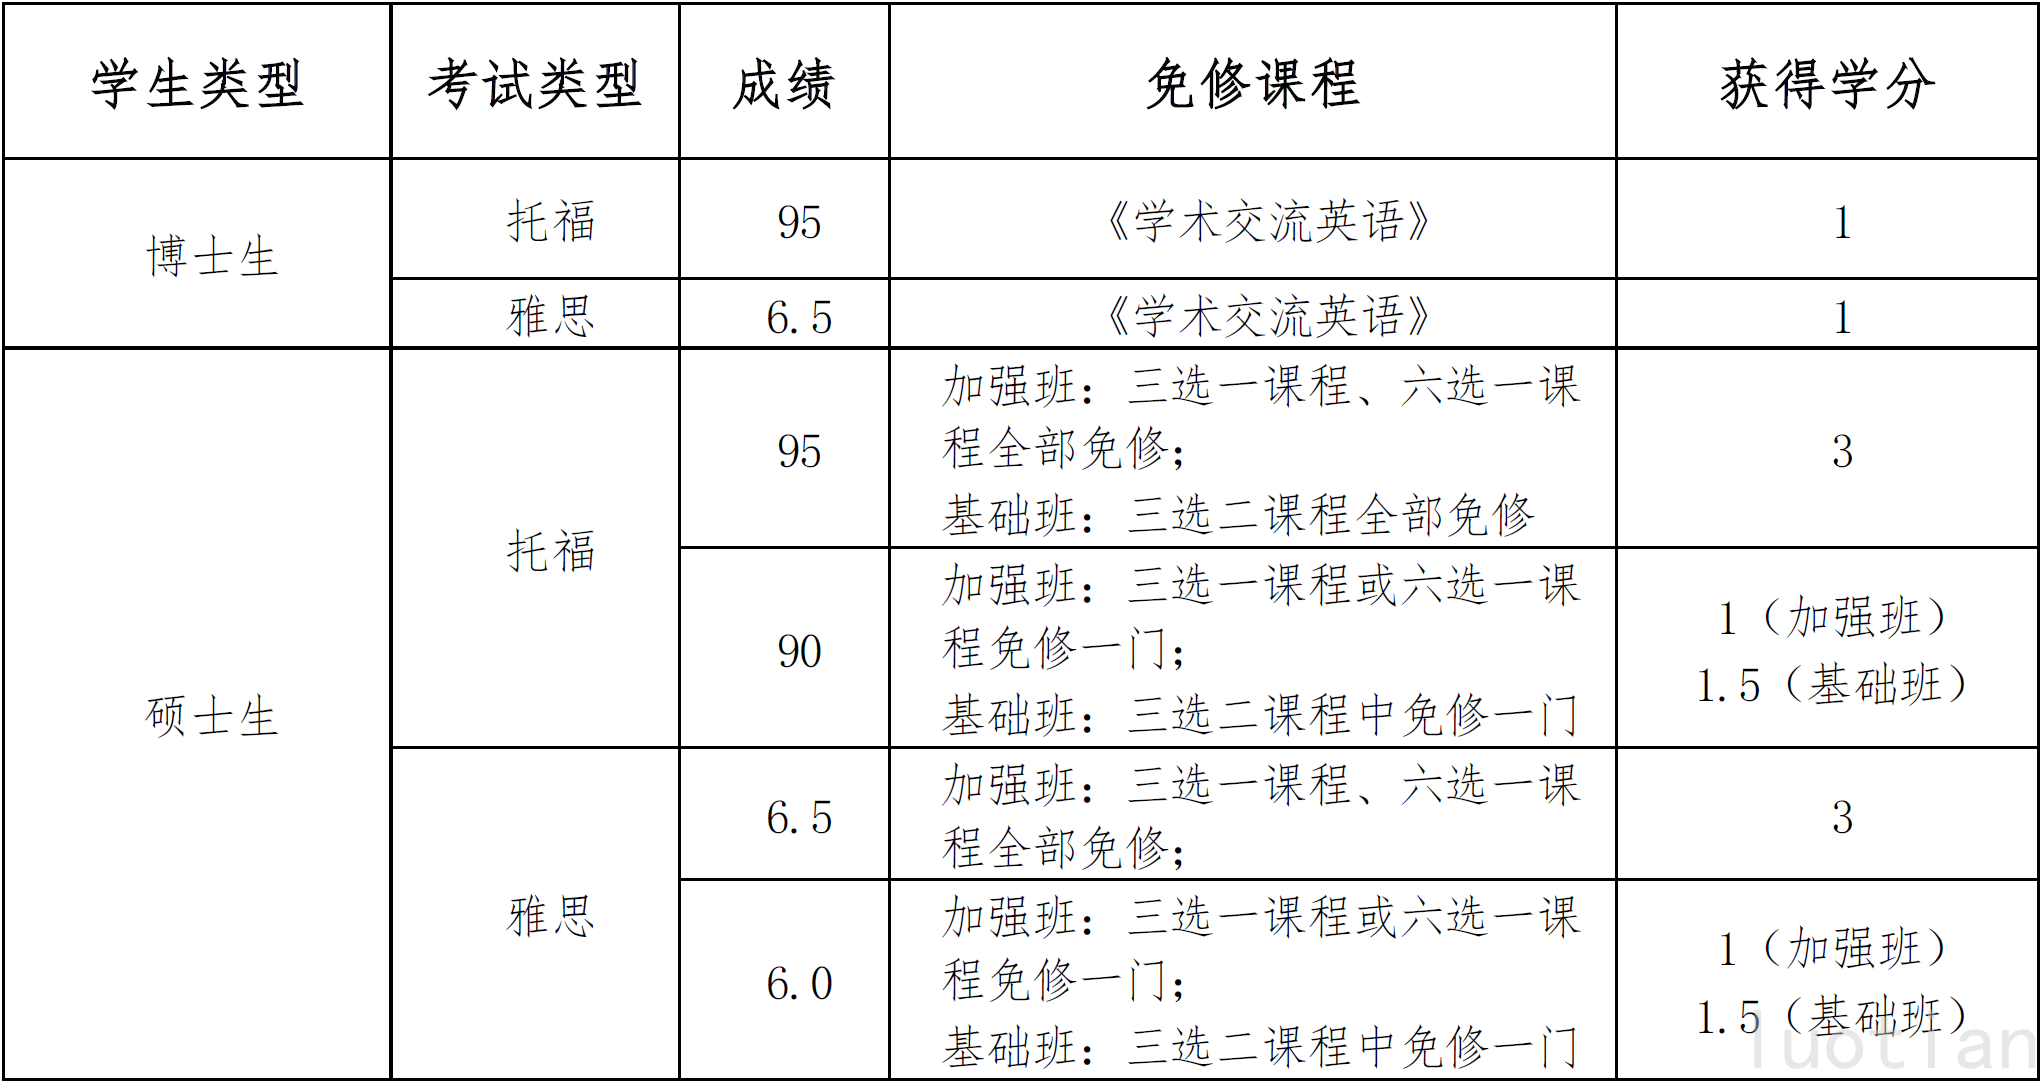 学生类型 考试类型 成绩 免修课程 获得学分
博士生
托福 95 《学术交流英语》 1
雅思 6.5 《学术交流英语》 1
硕士生
托福
95
加强班：三选一课程、六选一课
程全部免修；
基础班：三选二课程全部免修
3
90
加强班：三选一课程或六选一课
程免修一门；
基础班：三选二课程中免修一门
1（加强班）
1.5（基础班）
雅思
6.5
加强班：三选一课程、六选一课
程全部免修；
3
6.0
加强班：三选一课程或六选一课
程免修一门；
基础班：三选二课程中免修一门
1（加强班）
1.5（基础班）
luotian